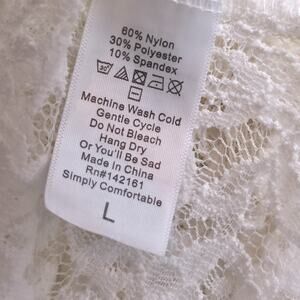 60% Nylon
30% Polyester
10% Spandex
Machine Wash Cold
Gentle Cycle
Do Not Bleach
Hang Dry
Or You'll Be Sad
Made In China
Rn#142161
Simply Comfortable
L